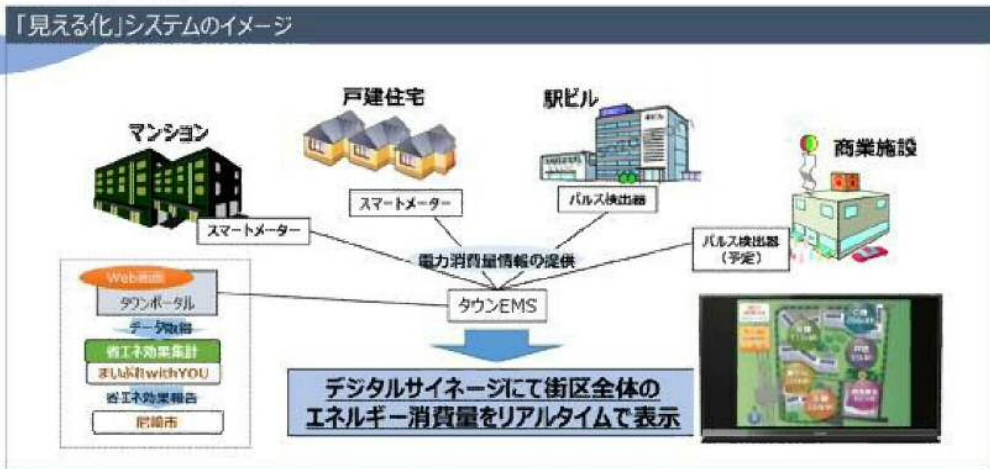 「見える化」システムのイメージ
戸建住宅
駅ビル
マンション
商業施設
スマートメーター
パルス検出器
スマートメーター
パルス検出器
（予定）
電力消費量情報の提供
Web画面
タウンポータル
タウンEMS
データ取得
省エネ効果集計
まいぷれwithYOU
省エネ効果報告
尼崎市
デジタルサイネージにて街区全体の
エネルギー消費量をリアルタイムで表示